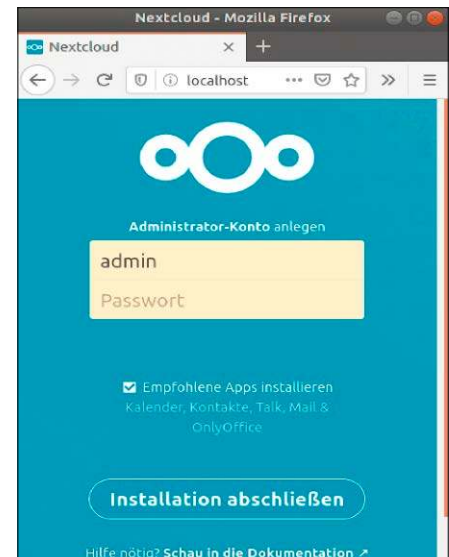 Nextcloud - Mozilla Firefox
Nextcloud
localhost
Administrator-Konto anlegen
admin
Passwort
Empfohlene Apps installieren
Kalender, Kontakte, Talk, Mail &
OnlyOffice
Installation abschließen
Hilfe nötig? Schau in die Dokumentation ↗